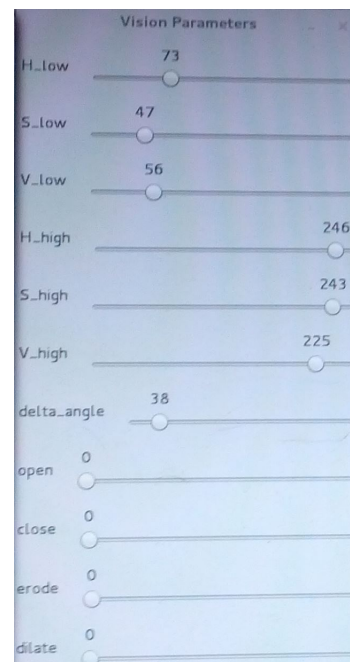 Vision Parameters
73
H_low
47
S_low
56
V_low
246
H_high
243
S_high
225
V_high
38
delta_angle
0
open
0
close
0
erode
0
dilate